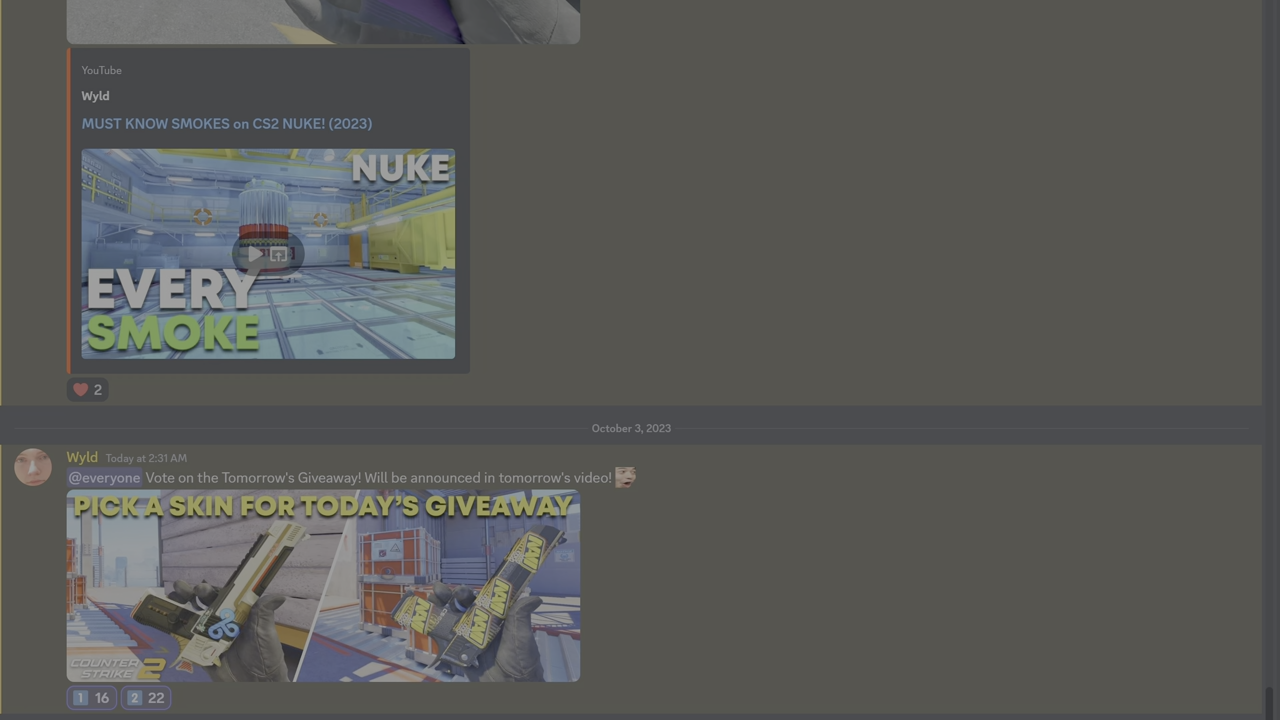 YouTube
Wyld
MUST KNOW SMOKES on CS2 NUKE! (2023)
NUKE
EVERY
SMOKE
2
October 3, 2023
Wyld Today at 2:31 AM
@everyone Vote on the Tomorrow's Giveaway! Will be announced in tomorrow's video!
PICK A SKIN FOR TODAY'S GIVEAWAY
COUNTER
STRIKE 2
1 16 2 22